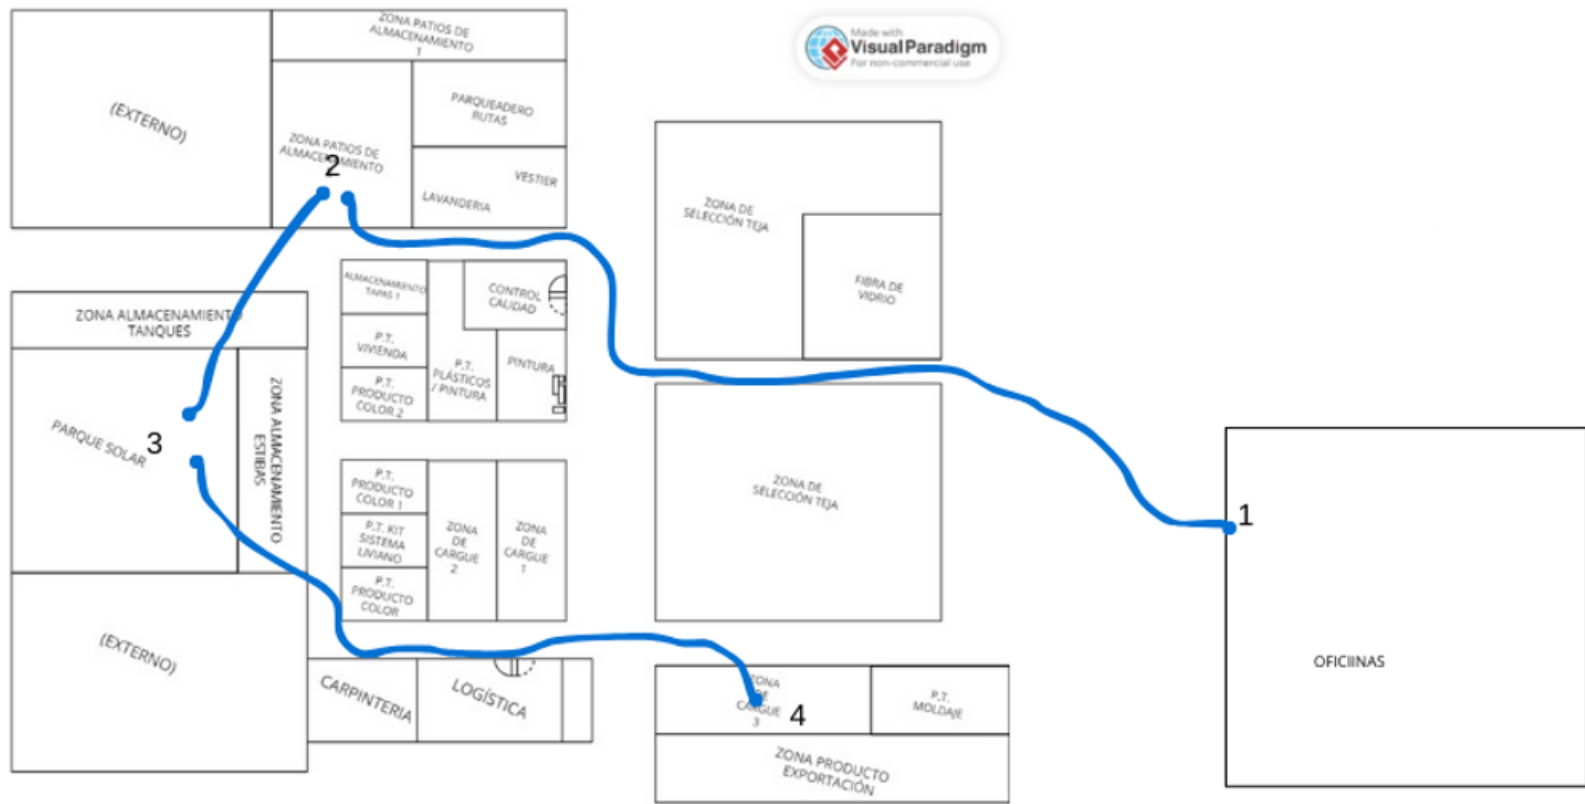 ZONA PATIOS DE
ALMACENAMIENTO
1
Made with
Visual Paradigm
For non-commercial use
(EXTERNO)
PARQUEADERO
RUTAS
ZONA PATIOS DE
ALMACENAMIENTO
2
VESTIER
LAVANDERIA
ZONA DE
SELECCIÓN TEJA
FIBRA DE
VIDRIO
ALMACENAMIENTO
TAPAS 1
CONTROL
CALIDAD
ZONA ALMACENAMIENTO
TANQUES
P.T.
VIVIENDA
P.T.
PLÁSTICOS
/ PINTURA
PINTURA
P.T.
PRODUCTO
COLOR 2
PARQUE SOLAR
3
ZONA ALMACENAMIENTO
ESTIBAS
P.T.
PRODUCTO
COLOR 1
P.T. KIT
SISTEMA
LIVIANO
P.T.
PRODUCTO
COLOR
ZONA
DE
CARGUE
2
ZONA
DE
CARGUE
1
ZONA DE
SELECCIÓN TEJA
1
(EXTERNO)
CARPINTERIA
LOGÍSTICA
ZONA
DE
CARGUE
3
4
P.T.
MOLDAJE
OFICIINAS
ZONA PRODUCTO
EXPORTACIÓN